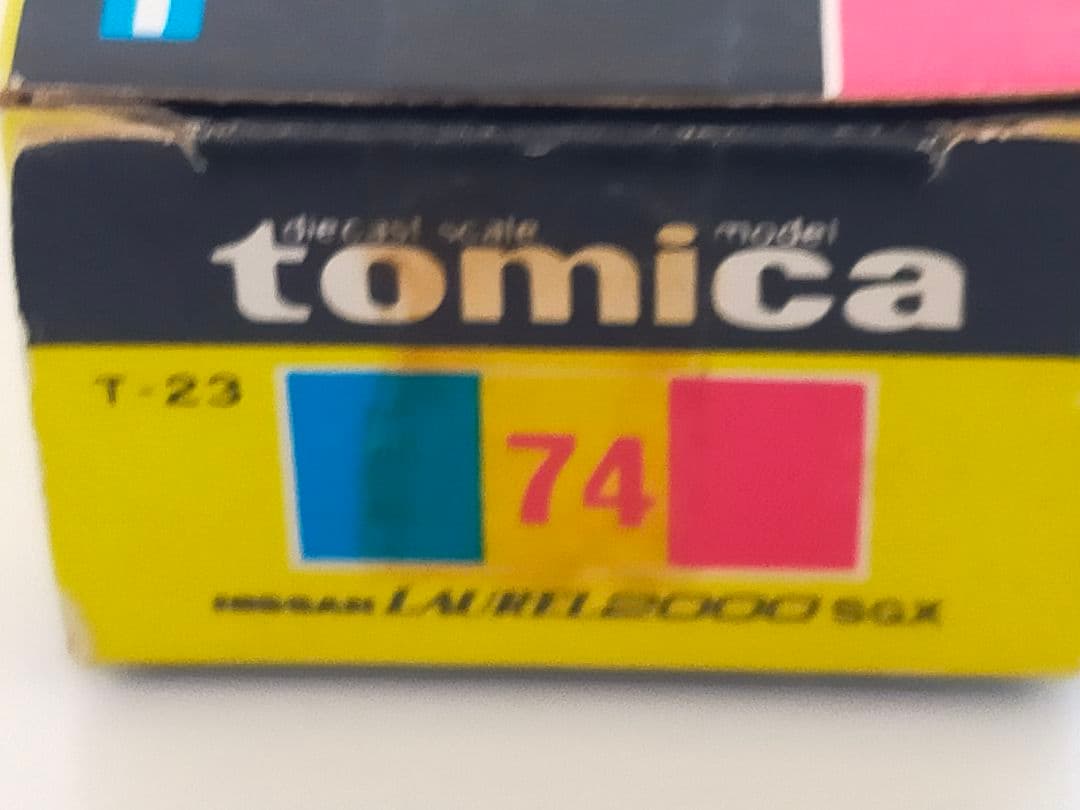 diecast scale model
tomica
T-23
74
NISSAN LAUREL 2000 SGX